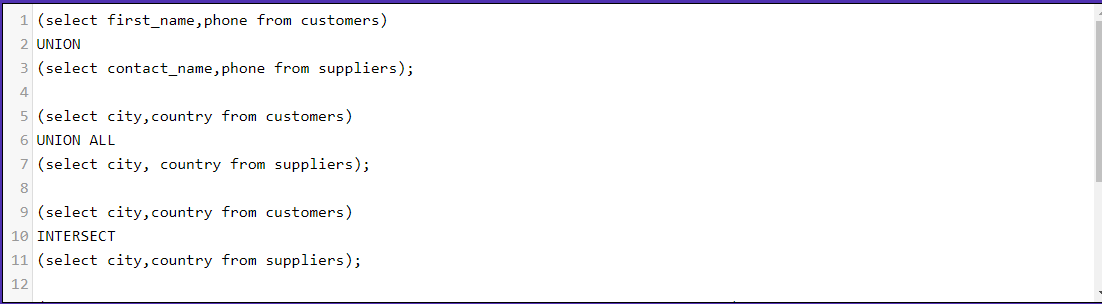 1 (select first_name,phone from customers)
2 UNION
3 (select contact_name,phone from suppliers);
4
5 (select city,country from customers)
6 UNION ALL
7 (select city, country from suppliers);
8
9 (select city,country from customers)
10 INTERSECT
11 (select city,country from suppliers);
12